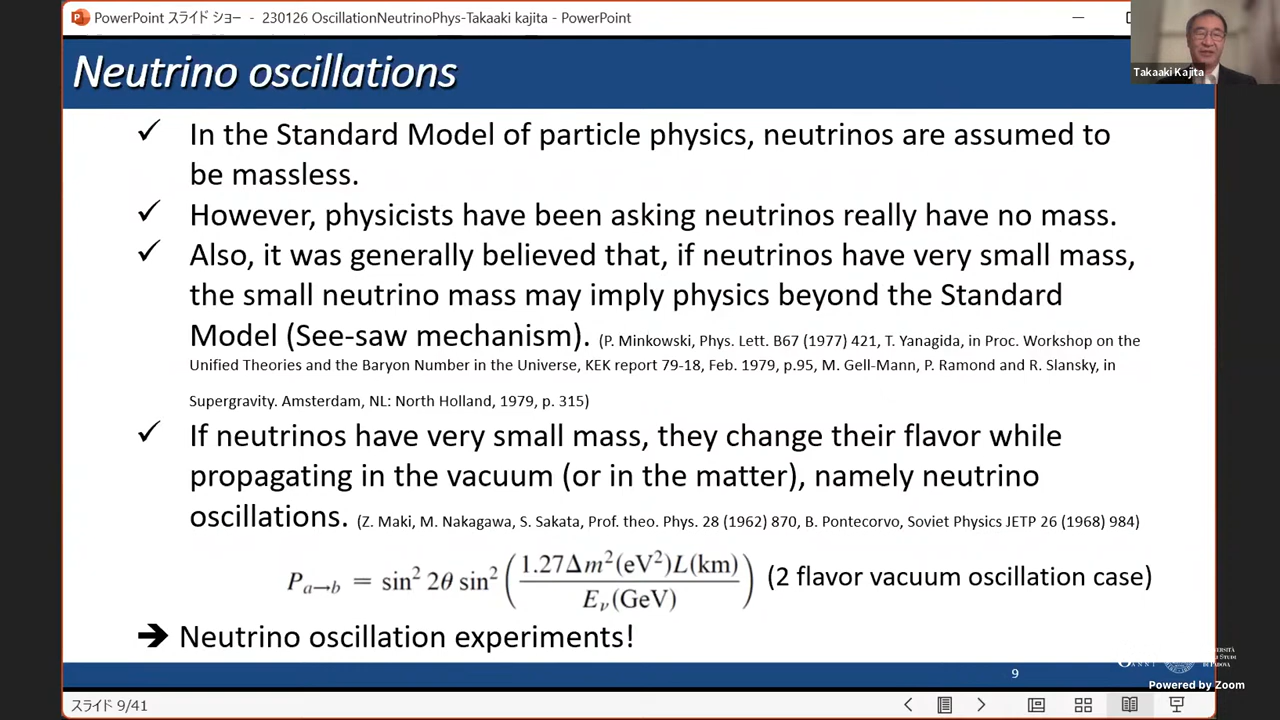 PowerPoint スライド ショー - 230126 OscillationNeutrinoPhys-Takaaki kajita - PowerPoint
Takaaki Kajita
Neutrino oscillations
✓ In the Standard Model of particle physics, neutrinos are assumed to
be massless.
✓ However, physicists have been asking neutrinos really have no mass.
✓ Also, it was generally believed that, if neutrinos have very small mass,
the small neutrino mass may imply physics beyond the Standard
Model (See-saw mechanism). (P. Minkowski, Phys. Lett. B67 (1977) 421, T. Yanagida, in Proc. Workshop on the
Unified Theories and the Baryon Number in the Universe, KEK report 79-18, Feb. 1979, p.95, M. Gell-Mann, P. Ramond and R. Slansky, in
Supergravity. Amsterdam, NL: North Holland, 1979, p. 315)
✓ If neutrinos have very small mass, they change their flavor while
propagating in the vacuum (or in the matter), namely neutrino
oscillations. (Z. Maki, M. Nakagawa, S. Sakata, Prof. theo. Phys. 28 (1962) 870, B. Pontecorvo, Soviet Physics JETP 26 (1968) 984)
P_{a→b} = sin² 2θ sin² (1.27Δm²(eV²)L(km) / E_ν(GeV)) (2 flavor vacuum oscillation case)
➔ Neutrino oscillation experiments!
9
Powered by Zoom
スライド 9/41